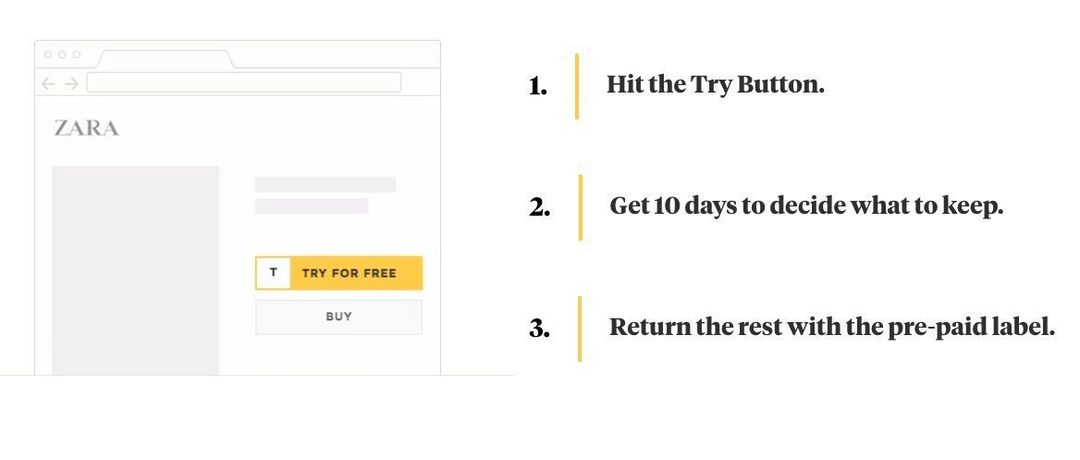 ZARA
T TRY FOR FREE
BUY
1. Hit the Try Button.
2. Get 10 days to decide what to keep.
3. Return the rest with the pre-paid label.